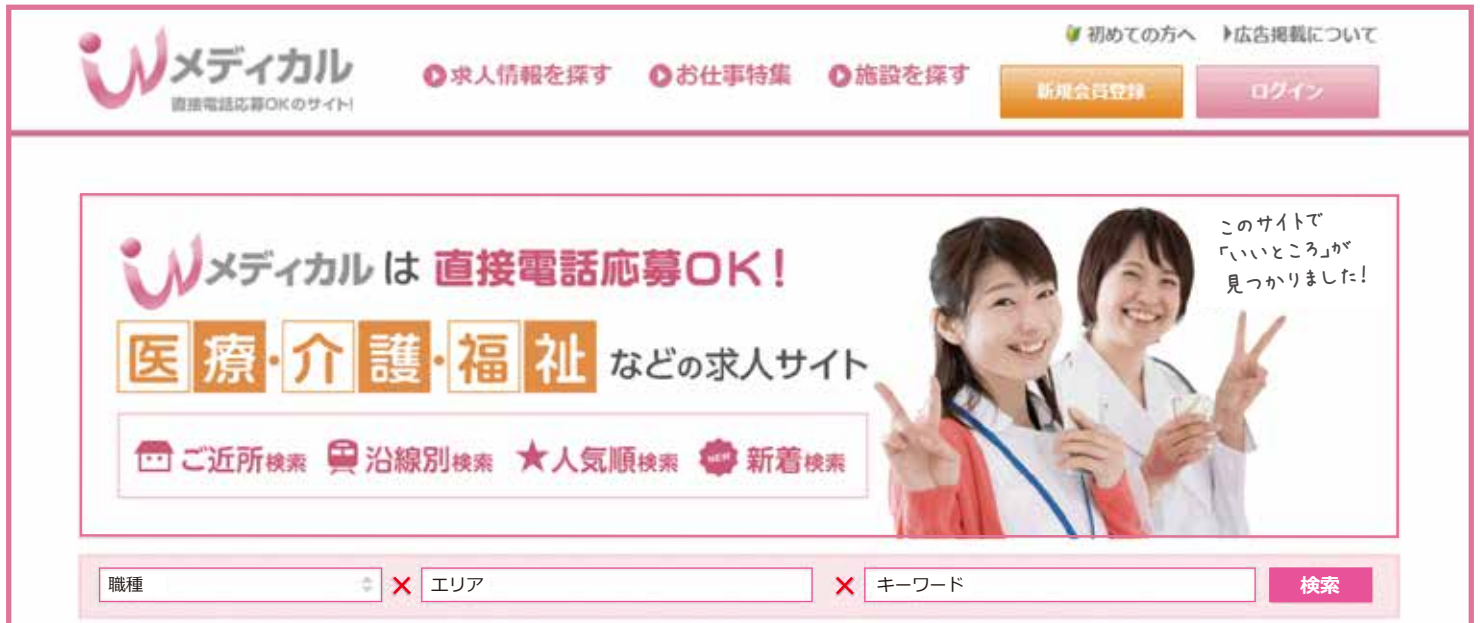 初めての方へ 広告掲載について
メディカル
直接電話応募OKのサイト!
求人情報を探す お仕事特集 施設を探す
新規会員登録 ログイン
メディカル は 直接電話応募OK!
医療・介護・福祉 などの求人サイト
ご近所検索 沿線別検索 ★人気順検索 NEW 新着検索
このサイトで
「いいところ」が
見つかりました!
職種 × エリア × キーワード 検索